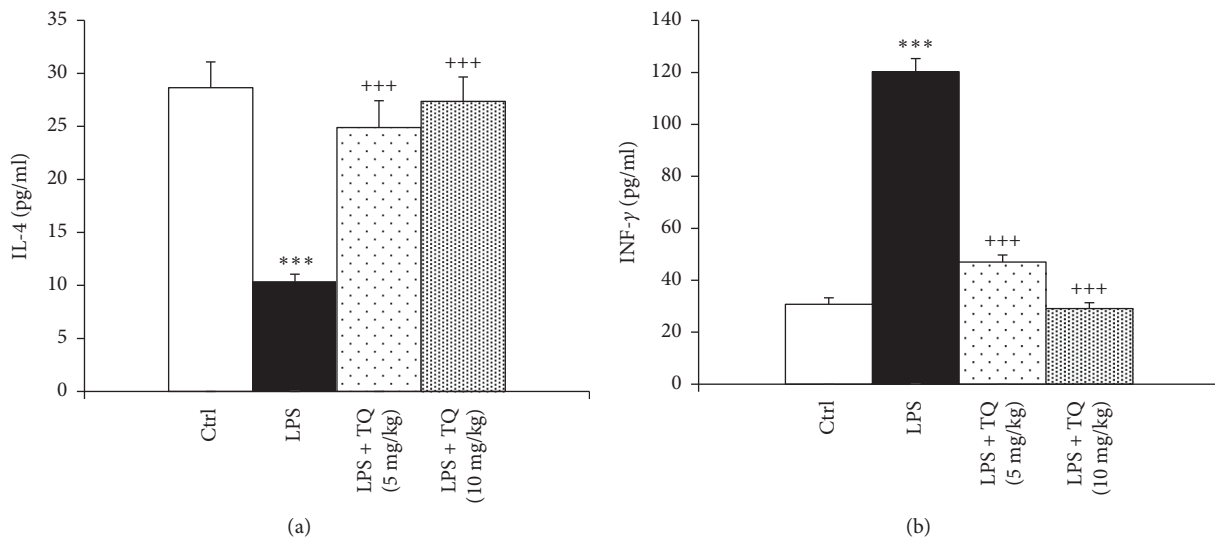 35
30
25
20
15
10
5
0
IL-4 (pg/ml)
***
+++
+++
Ctrl
LPS
LPS + TQ
(5 mg/kg)
LPS + TQ
(10 mg/kg)
(a)
140
120
100
80
60
40
20
0
INF-γ (pg/ml)
***
+++
+++
Ctrl
LPS
LPS + TQ
(5 mg/kg)
LPS + TQ
(10 mg/kg)
(b)